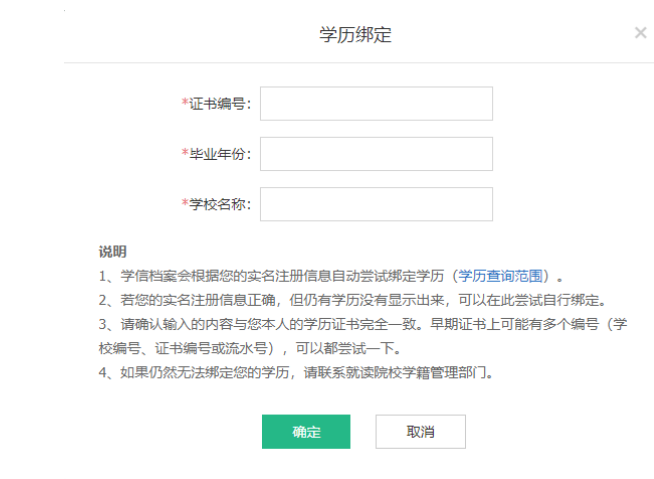 学历绑定
×
*证书编号:
*毕业年份:
*学校名称:
说明
1、学信档案会根据您的实名注册信息自动尝试绑定学历（学历查询范围）。
2、若您的实名注册信息正确，但仍有学历没有显示出来，可以在此尝试自行绑定。
3、请确认输入的内容与您本人的学历证书完全一致。早期证书上可能有多个编号（学
校编号、证书编号或流水号），可以都尝试一下。
4、如果仍然无法绑定您的学历，请联系就读院校学籍管理部门。
确定 取消